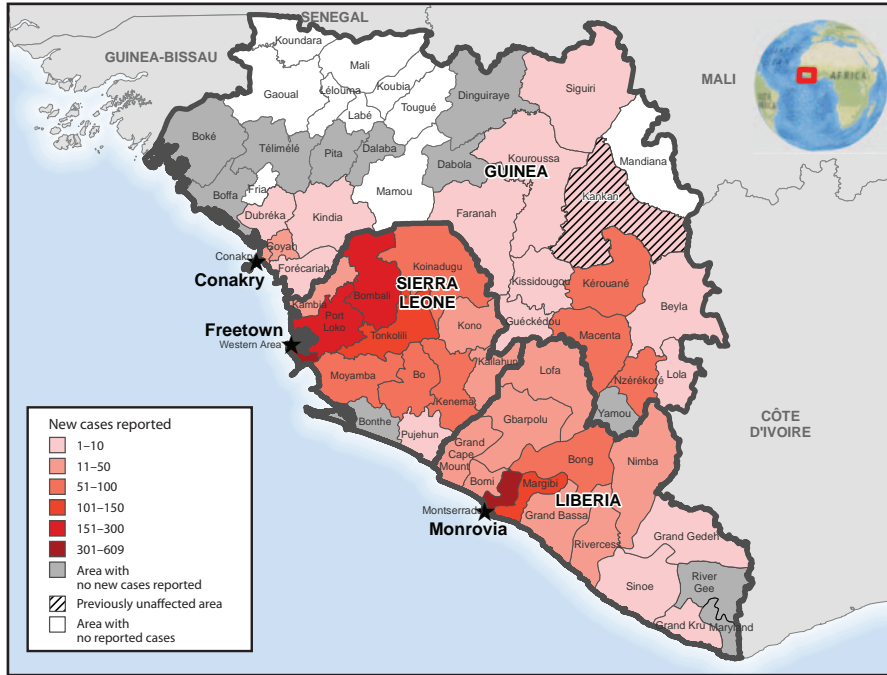 SENEGAL
GUINEA-BISSAU
MALI
CÔTE
D'IVOIRE
AFRICA
Koundara
Mali
Gaoual
Lélouma
Koubia
Labé
Tougué
Dinguiraye
Siguiri
Boké
Télimélé
Pita
Dalaba
Dabola
Kouroussa
GUINEA
Mandiana
Boffa
Fria
Mamou
Kankan
Dubréka
Kindia
Faranah
Coyah
Conakry
Conakry
Forécariah
Koinadugu
Kissidougou
Kérouané
SIERRA
LEONE
Kambia
Bombali
Beyla
Port
Loko
Guéckédou
Freetown
Western Area
Tonkolili
Kono
Macenta
Kailahun
Lola
Moyamba
Bo
Lofa
Nzérékoré
Kenema
Yamou
Bonthe
Pujehun
Gbarpolu
Grand
Cape
Mount
Bong
Nimba
Bomi
Margibi
LIBERIA
Montserrado
Monrovia
Grand Bassa
Rivercess
Grand Gedeh
Sinoe
River
Gee
Grand Kru
Maryland
New cases reported
1–10
11–50
51–100
101–150
151–300
301–609
Area with
no new cases reported
Previously unaffected area
Area with
no reported cases